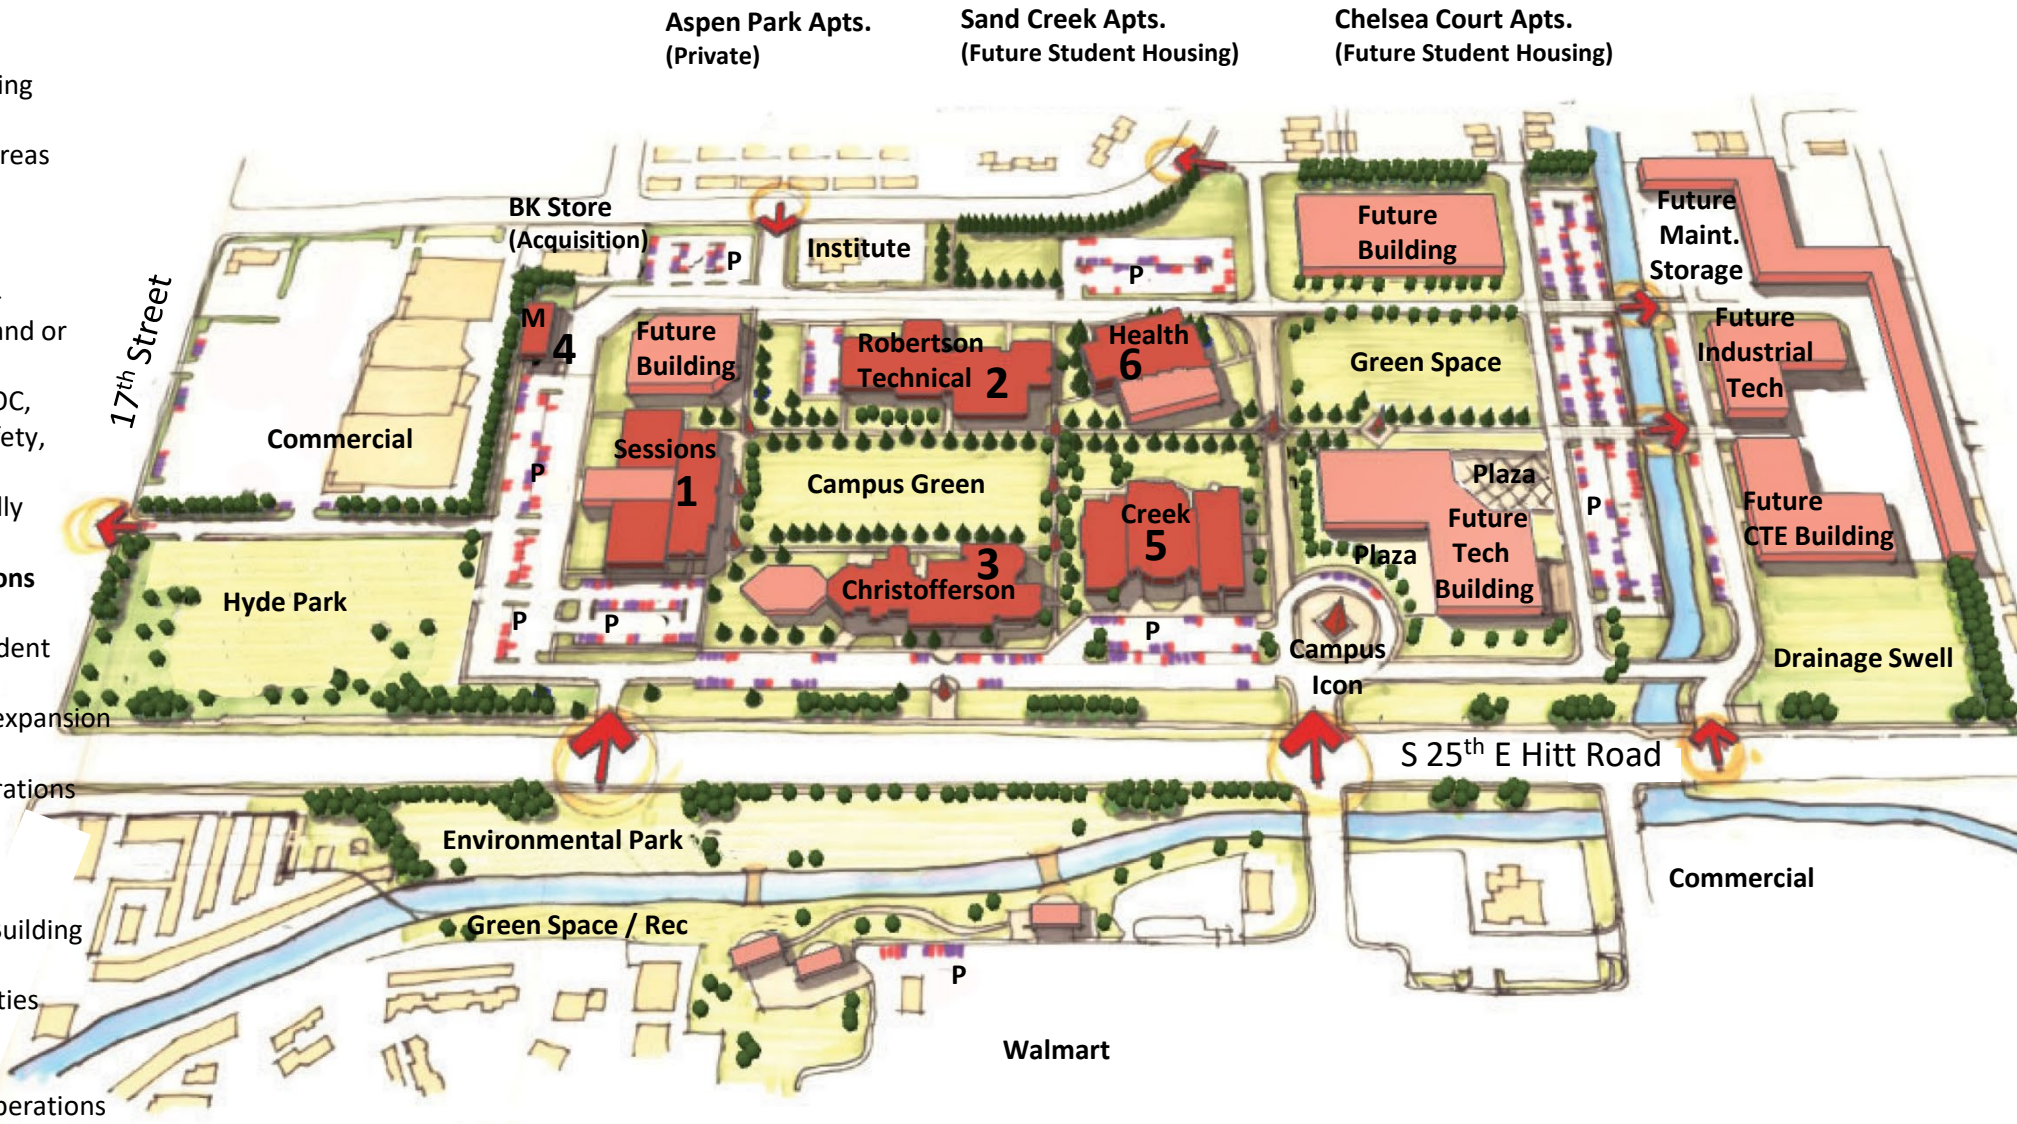 Aspen Park Apts.
(Private)
Sand Creek Apts.
(Future Student Housing)
Chelsea Court Apts.
(Future Student Housing)
ing
reas
and or
OC,
fety,
lly
ons
dent
expansion
rations
Building
ties
perations
BK Store
(Acquisition)
P
Institute
P
Future
Building
Future
Maint.
Storage
17th Street
M
4
Future
Building
Robertson
Technical
2
Health
6
Green Space
Future
Industrial
Tech
Commercial
P
Sessions
1
Campus Green
Creek
5
Plaza
Future
Tech
Building
Plaza
P
Future
CTE Building
Hyde Park
P
P
3
Christofferson
P
Campus
Icon
Drainage Swell
S 25th E Hitt Road
Environmental Park
Commercial
Green Space / Rec
P
Walmart